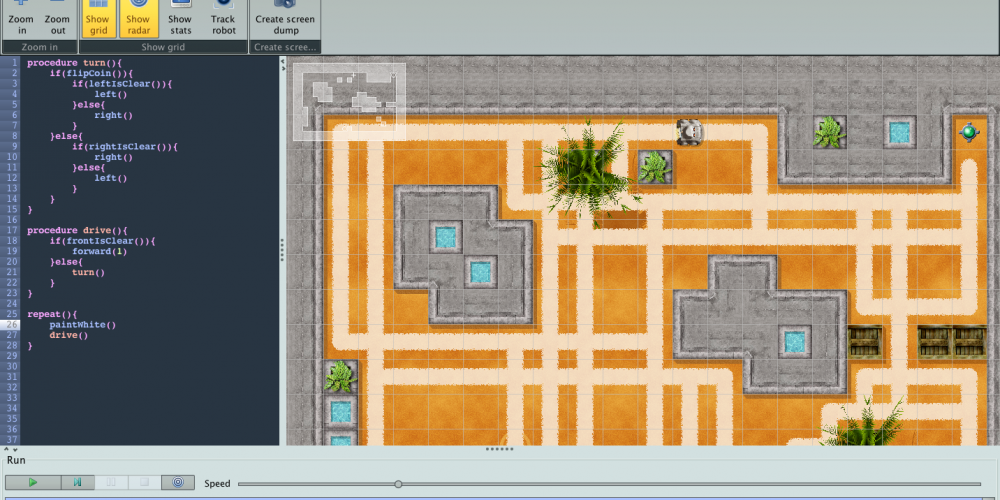 Zoom in
Zoom out
Show grid
Show radar
Show stats
Track robot
Create screen dump
Zoom in
Show grid
Create scree...
1 procedure turn(){
2 if(flipCoin()){
3 if(leftIsClear()){
4 left()
5 }else{
6 right()
7 }
8 }else{
9 if(rightIsClear()){
10 right()
11 }else{
12 left()
13 }
14 }
15 }
16
17 procedure drive(){
18 if(frontIsClear()){
19 forward(1)
20 }else{
21 turn()
22 }
23 }
24
25 repeat(){
26 paintWhite()
27 drive()
28 }
29
30
31
32
33
34
35
36
37
Run
Speed